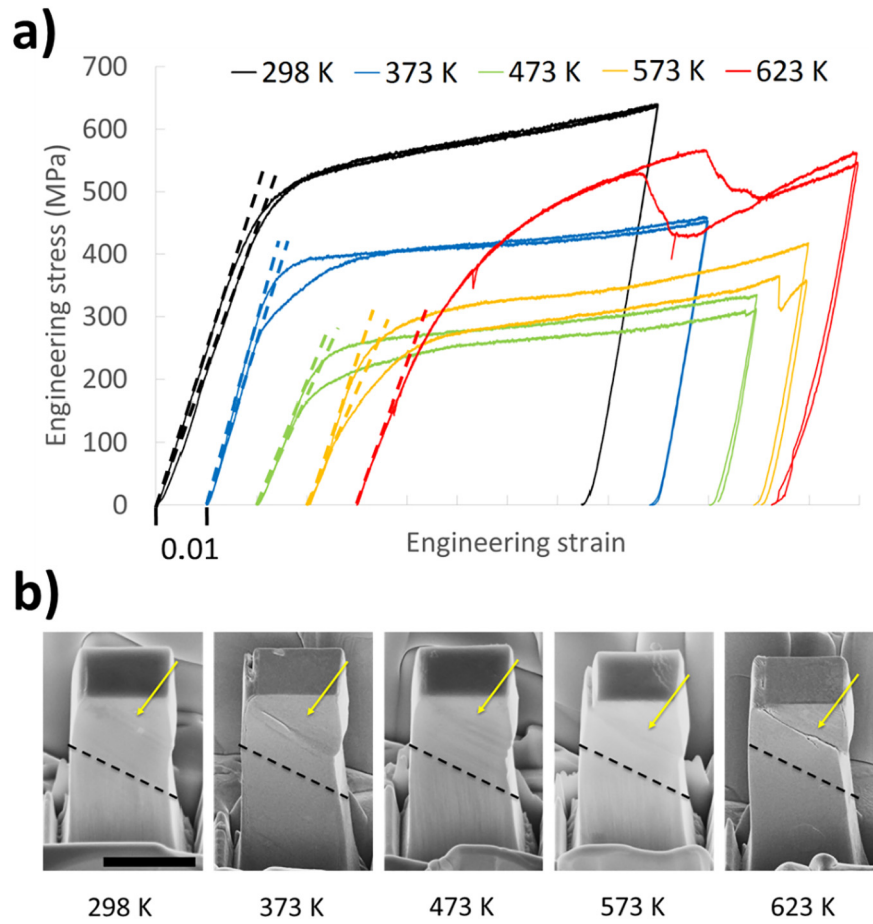 a)
298 K 373 K 473 K 573 K 623 K
700
600
500
400
300
200
100
0
Engineering stress (MPa)
0.01
Engineering strain
b)
298 K 373 K 473 K 573 K 623 K